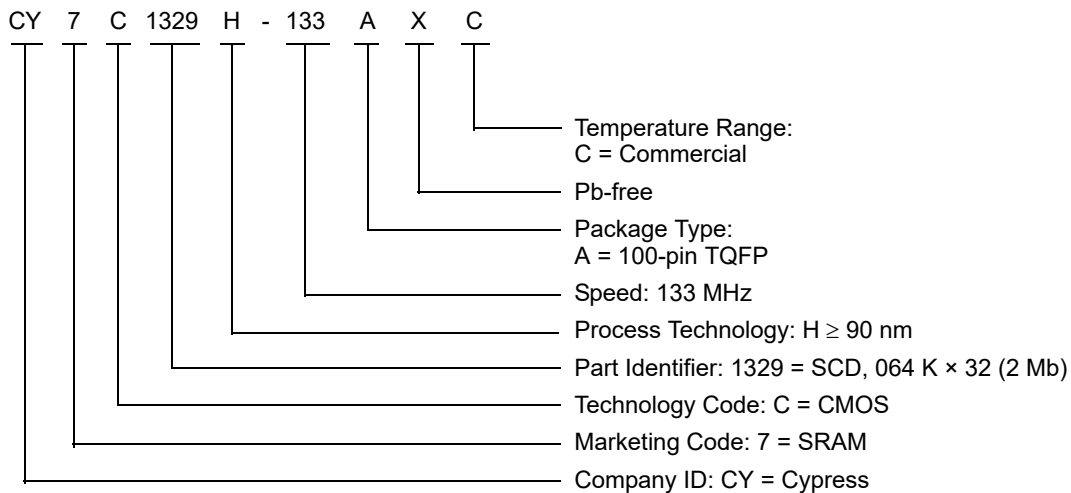 CY 7 C 1329 H - 133 A X C
Temperature Range:
C = Commercial
Pb-free
Package Type:
A = 100-pin TQFP
Speed: 133 MHz
Process Technology: H ≥ 90 nm
Part Identifier: 1329 = SCD, 064 K × 32 (2 Mb)
Technology Code: C = CMOS
Marketing Code: 7 = SRAM
Company ID: CY = Cypress